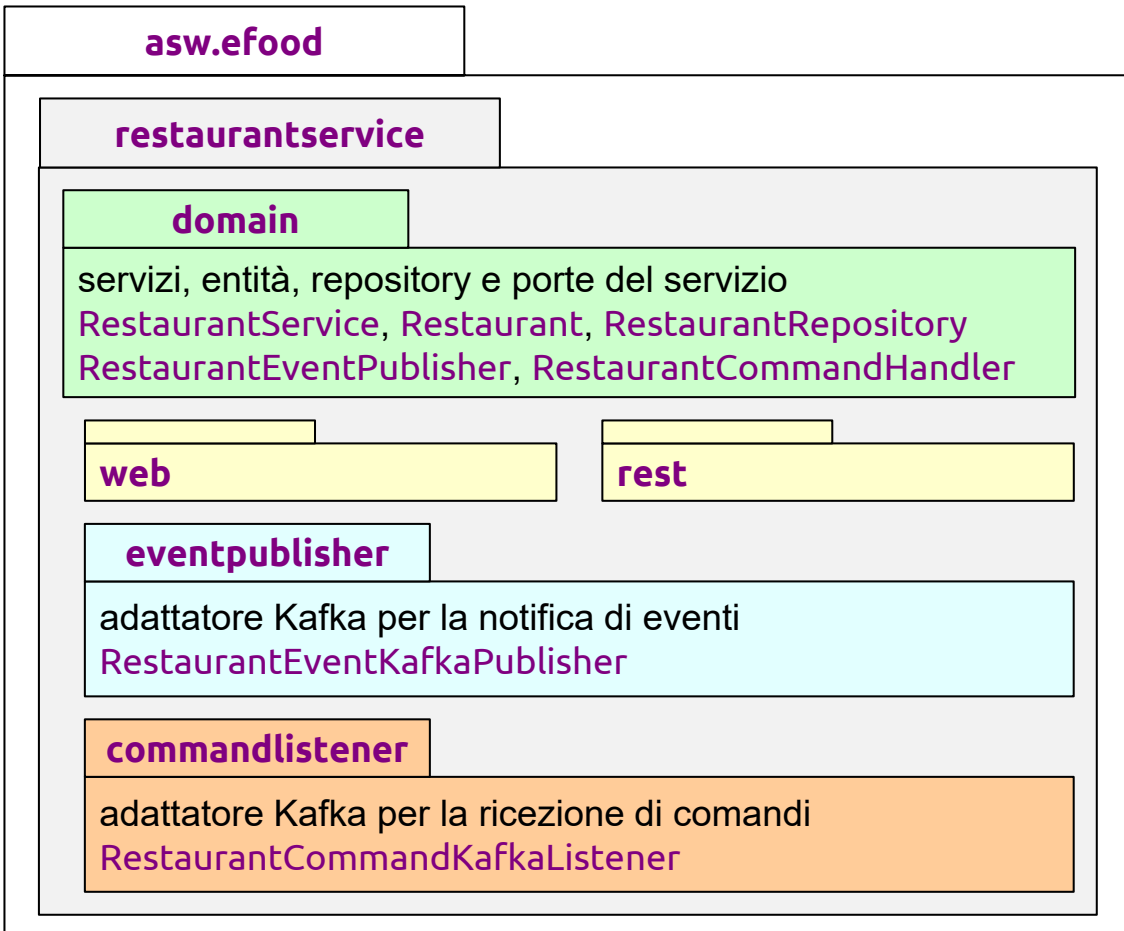 asw.efood
restaurantservice
domain
servizi, entità, repository e porte del servizio
RestaurantService, Restaurant, RestaurantRepository
RestaurantEventPublisher, RestaurantCommandHandler
web
rest
eventpublisher
adattatore Kafka per la notifica di eventi
RestaurantEventKafkaPublisher
commandlistener
adattatore Kafka per la ricezione di comandi
RestaurantCommandKafkaListener